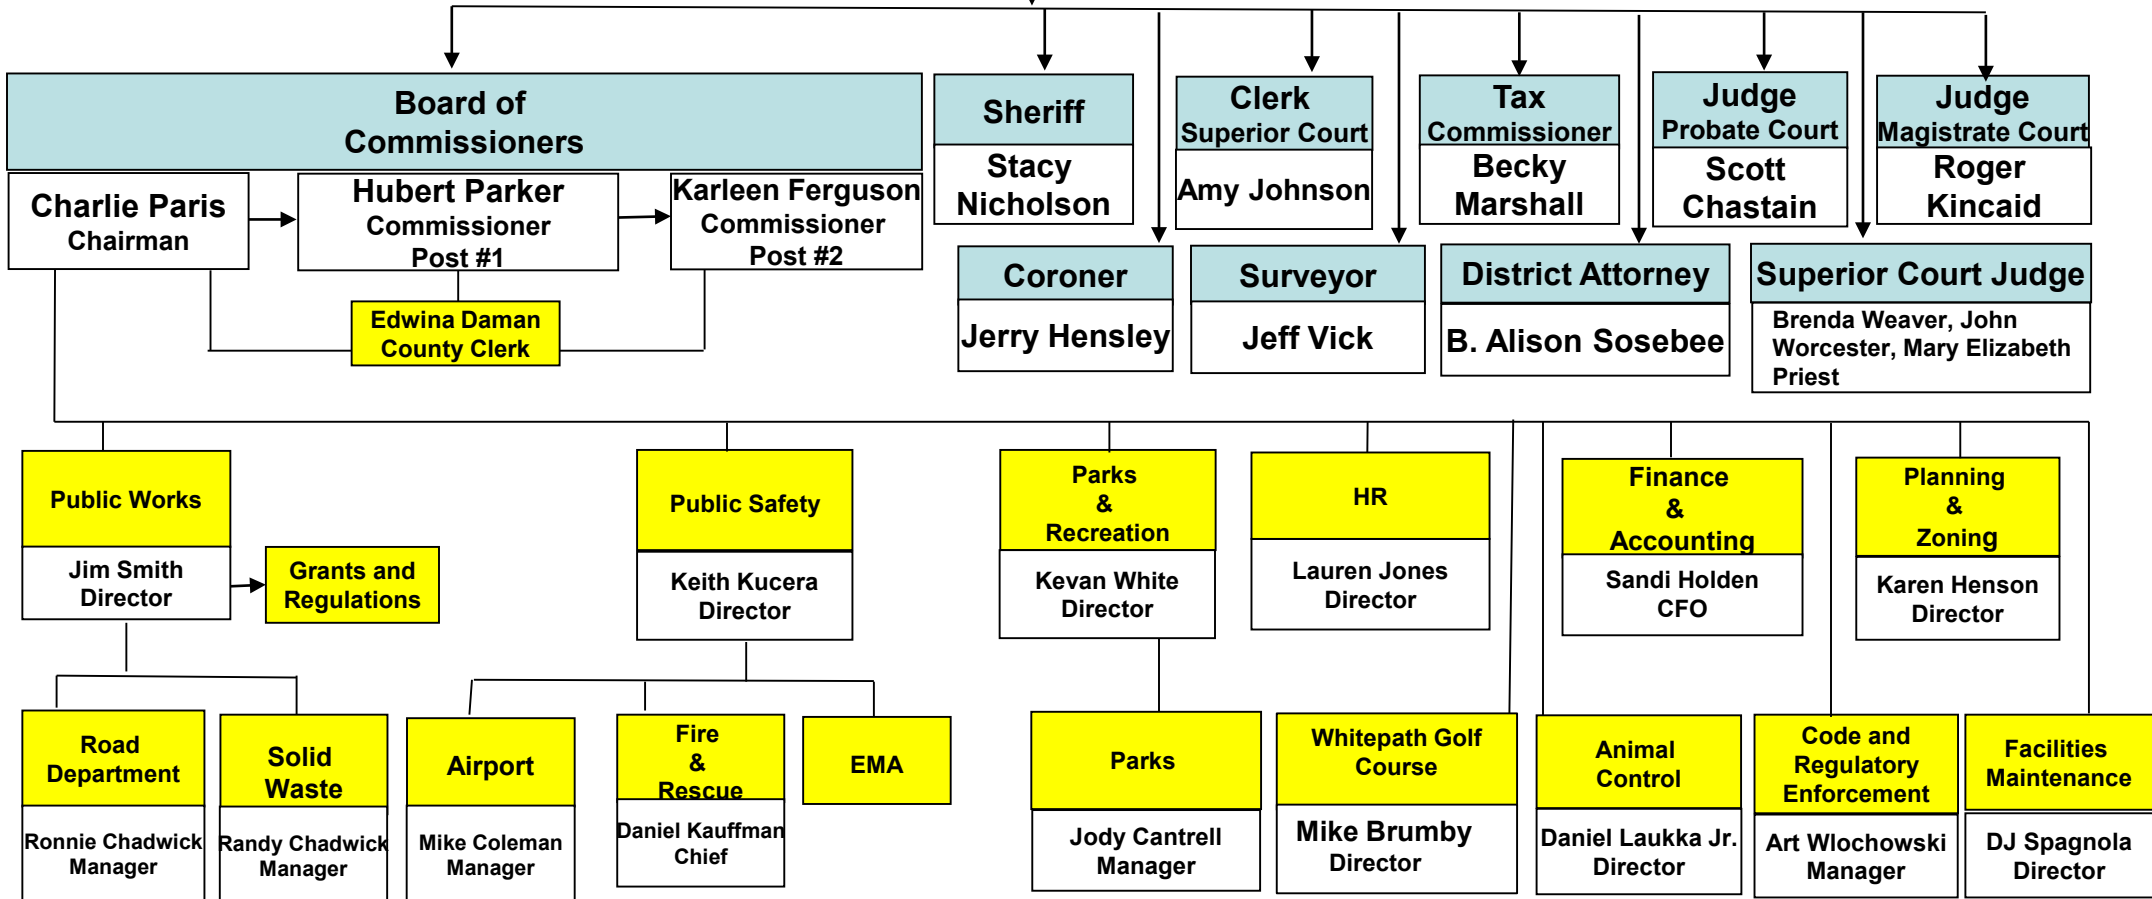 Board of
Commissioners
Charlie Paris
Chairman
Hubert Parker
Commissioner
Post #1
Karleen Ferguson
Commissioner
Post #2
Edwina Daman
County Clerk
Sheriff
Stacy
Nicholson
Clerk
Superior Court
Amy Johnson
Tax
Commissioner
Becky
Marshall
Judge
Probate Court
Scott
Chastain
Judge
Magistrate Court
Roger
Kincaid
Coroner
Jerry Hensley
Surveyor
Jeff Vick
District Attorney
B. Alison Sosebee
Superior Court Judge
Brenda Weaver, John
Worcester, Mary Elizabeth
Priest
Public Works
Jim Smith
Director
Grants and
Regulations
Public Safety
Keith Kucera
Director
Parks
&
Recreation
Kevan White
Director
HR
Lauren Jones
Director
Finance
&
Accounting
Sandi Holden
CFO
Planning
&
Zoning
Karen Henson
Director
Road
Department
Ronnie Chadwick
Manager
Solid
Waste
Randy Chadwick
Manager
Airport
Mike Coleman
Manager
Fire
&
Rescue
Daniel Kauffman
Chief
EMA
Parks
Jody Cantrell
Manager
Whitepath Golf
Course
Mike Brumby
Director
Animal
Control
Daniel Laukka Jr.
Director
Code and
Regulatory
Enforcement
Art Wlochowski
Manager
Facilities
Maintenance
DJ Spagnola
Director